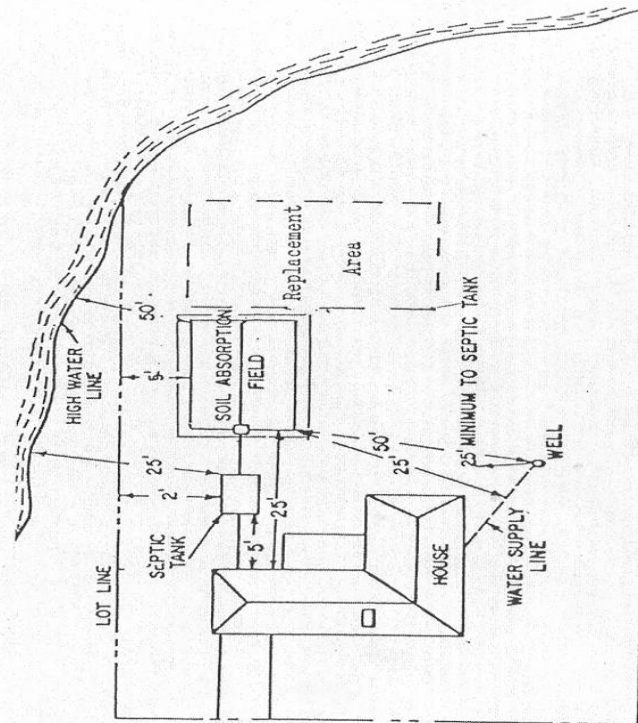 HIGH WATER
LINE
LOT LINE
50'
25'
2'
5'
SEPTIC
TANK
5'
25'
SOIL ABSORPTION
FIELD
Replacement
Area
HOUSE
25'
50'
25' MINIMUM TO SEPTIC TANK
WELL
WATER SUPPLY
LINE